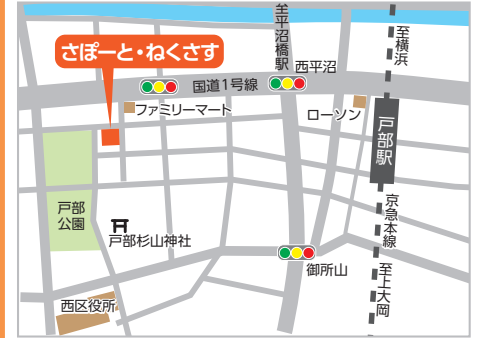 至平沼橋駅
至横浜
さぽーと・ねくさす
西平沼
国道1号線
ファミリーマート
ローソン
戸部駅
戸部
公園
戸部杉山神社
京急本線
御所山
至上大岡
西区役所